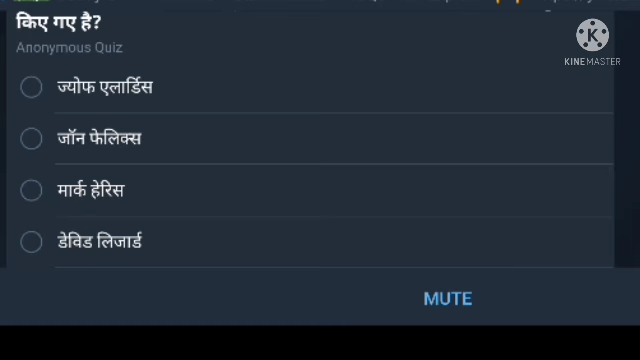 किए गए है?
Anonymous Quiz
K
KINEMASTER
ज्योफ एलार्डिस
जॉन फेलिक्स
मार्क हेरिस
डेविड लिजार्ड
MUTE